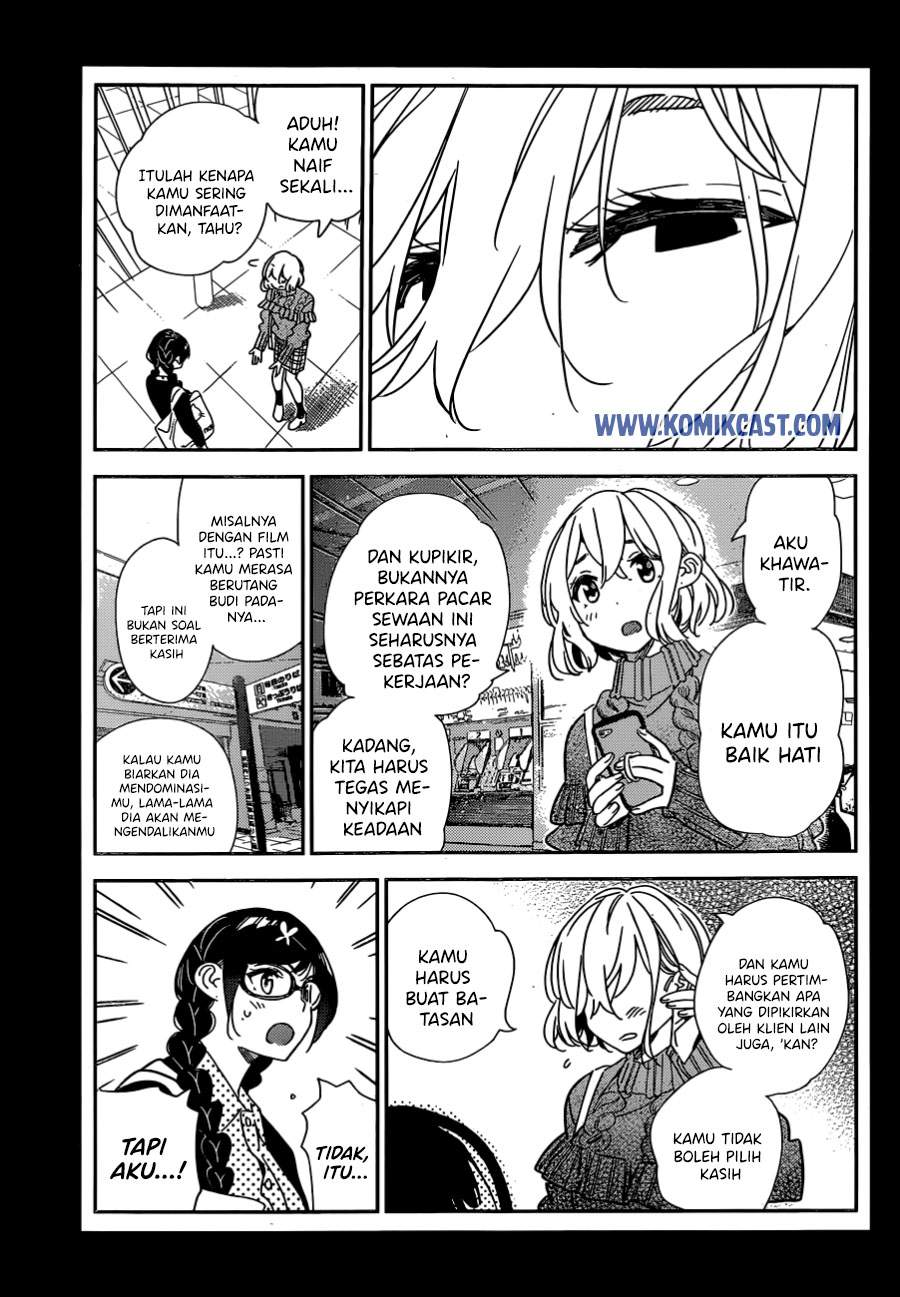 ADUH!
KAMU
NAIF
SEKALI...
ITULAH KENAPA
KAMU SERING
DIMANFAAT-
KAN, TAHU?
WWW.KOMIKCAST.COM
AKU
KHAWA-
TIR.
KAMU ITU
BAIK HATI
DAN KUPIKIR,
BUKANNYA
PERKARA PACAR
SEWAAN INI
SEHARUSNYA
SEBATAS PE-
KERJAAN?
KADANG,
KITA HARUS
TEGAS ME-
NYIKAPI
KEADAAN
MISALNYA
DENGAN FILM
ITU...? PASTI
KAMU MERASA
BERUTANG
BUDI PADA-
NYA...
TAPI INI
BUKAN SOAL
BERTERIMA
KASIH
KALAU KAMU
BIARKAN DIA
MENDOMINASI-
MU, LAMA-LAMA
DIA AKAN ME-
NGENDALIKANMU
DAN KAMU
HARUS PERTIM-
BANGKAN APA
YANG DIPIKIRKAN
OLEH KLIEN LAIN
JUGA, 'KAN?
KAMU TIDAK
BOLEH PILIH
KASIH
KAMU
HARUS
BUAT BA-
TASAN
TIDAK,
ITU...
TAPI
AKU...!